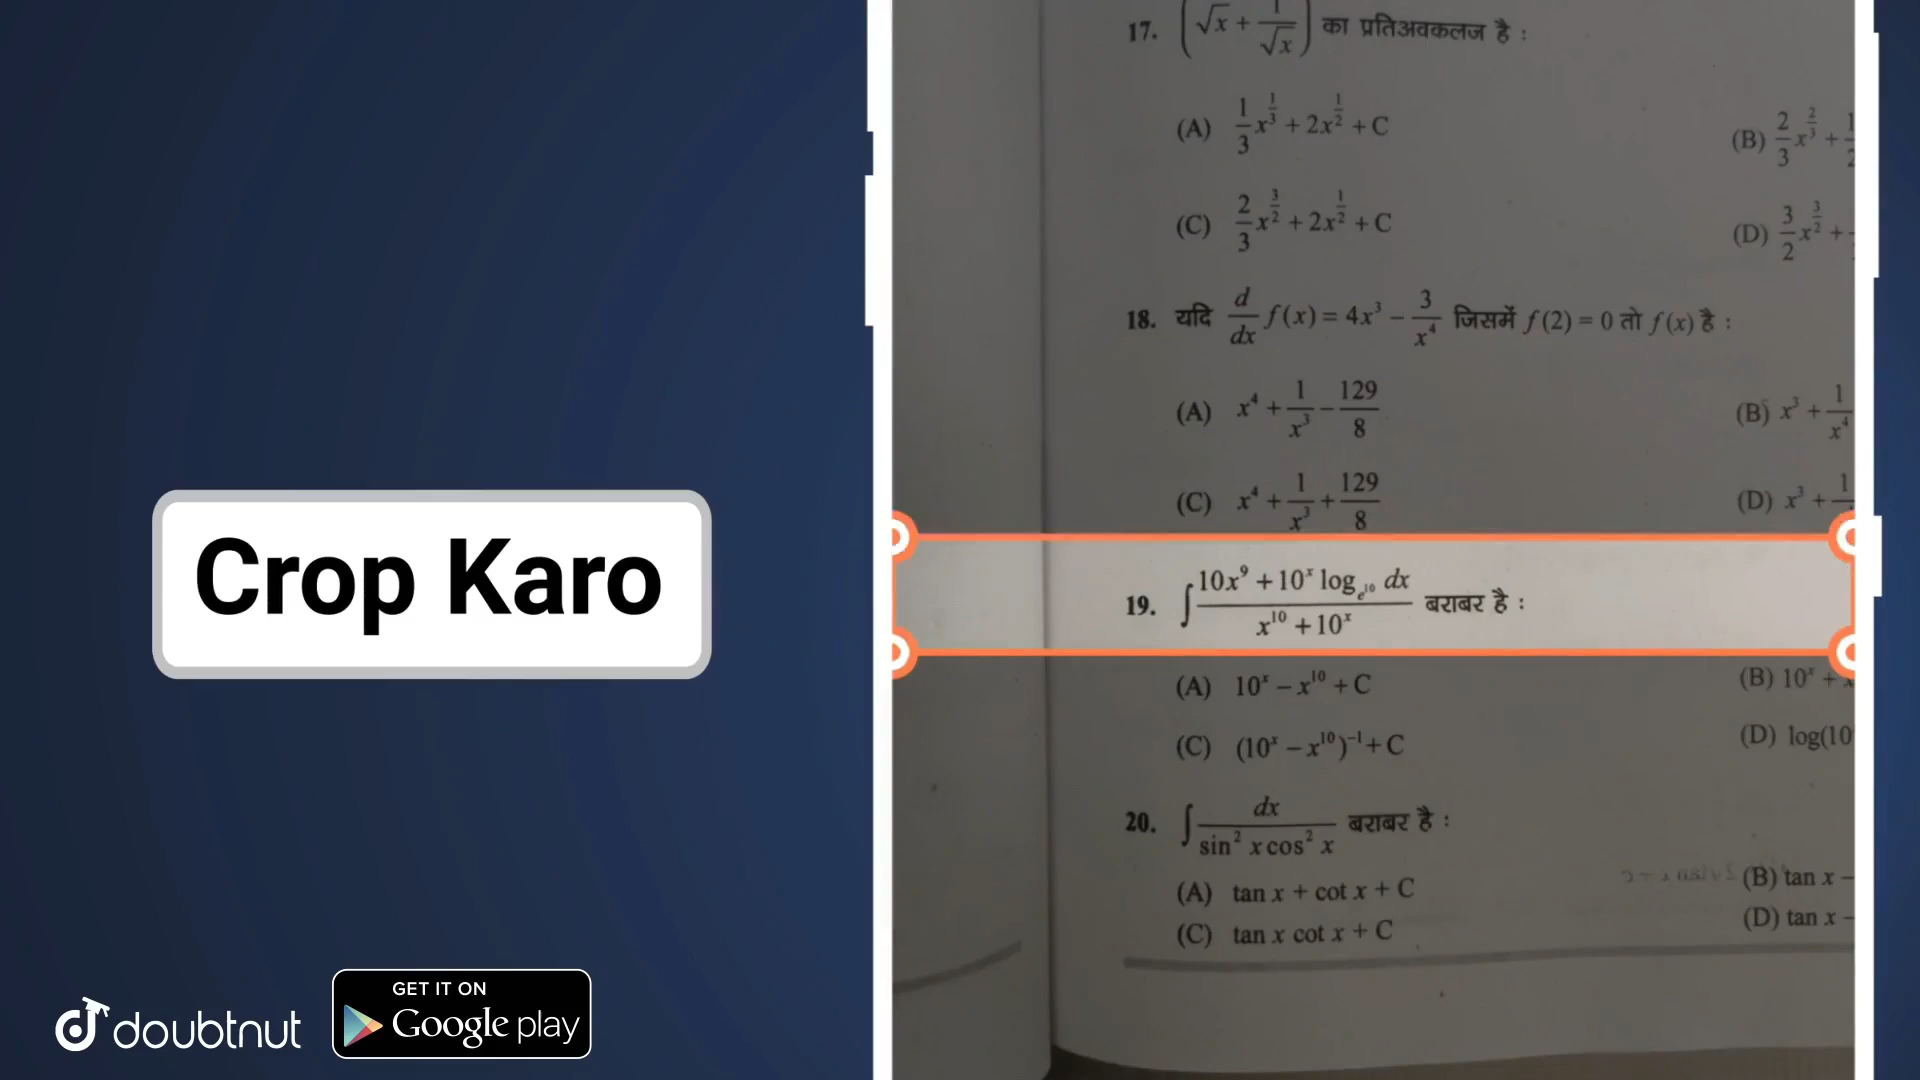 Crop Karo
doubtnut
GET IT ON
Google play
17. (√x + 1/√x) का प्रतिअवकलज है :
(A) 1/3 x^(1/3) + 2x^(1/2) + C
(B) 2/3 x^(2/3) +
(C) 2/3 x^(3/2) + 2x^(1/2) + C
(D) 3/2 x^(3/2) +
18. यदि d/dx f(x) = 4x³ − 3/x⁴ जिसमें f(2) = 0 तो f(x) है :
(A) x⁴ + 1/x³ − 129/8
(B) x³ + 1/x⁴
(C) x⁴ + 1/x³ + 129/8
(D) x³ +
19. ∫ (10x⁹ + 10ˣ log_e¹⁰ dx)/(x¹⁰ + 10ˣ) बराबर है :
(A) 10ˣ − x¹⁰ + C
(B) 10ˣ +
(C) (10ˣ − x¹⁰)⁻¹ + C
(D) log(10
20. ∫ dx/(sin² x cos² x) बराबर है :
(A) tan x + cot x + C
(B) tan x −
(C) tan x cot x + C
(D) tan x −